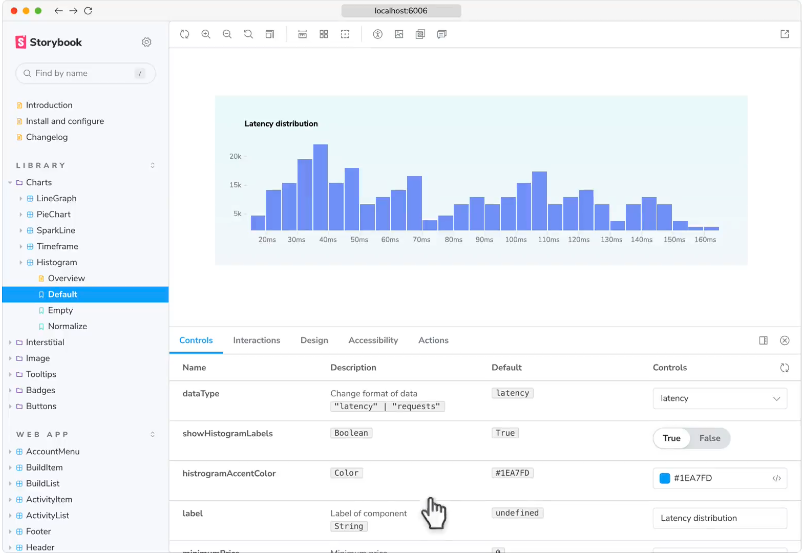 localhost:6006
Storybook
Find by name /
Introduction
Install and configure
Changelog
LIBRARY
Charts
LineGraph
PieChart
SparkLine
Timeframe
Histogram
Overview
Default
Empty
Normalize
Interstitial
Image
Tooltips
Badges
Buttons
WEB APP
AccountMenu
BuildItem
BuildList
ActivityItem
ActivityList
Footer
Header
Latency distribution
20k
15k
5k
20ms 30ms 40ms 50ms 60ms 70ms 80ms 90ms 100ms 110ms 120ms 130ms 140ms 150ms 160ms
Controls Interactions Design Accessibility Actions
Name Description Default Controls
dataType Change format of data latency latency
"latency" | "requests"
showHistogramLabels Boolean True True False
histrogramAccentColor Color #1EA7FD #1EA7FD
label Label of component undefined Latency distribution
String
minimumPrice Minimum price